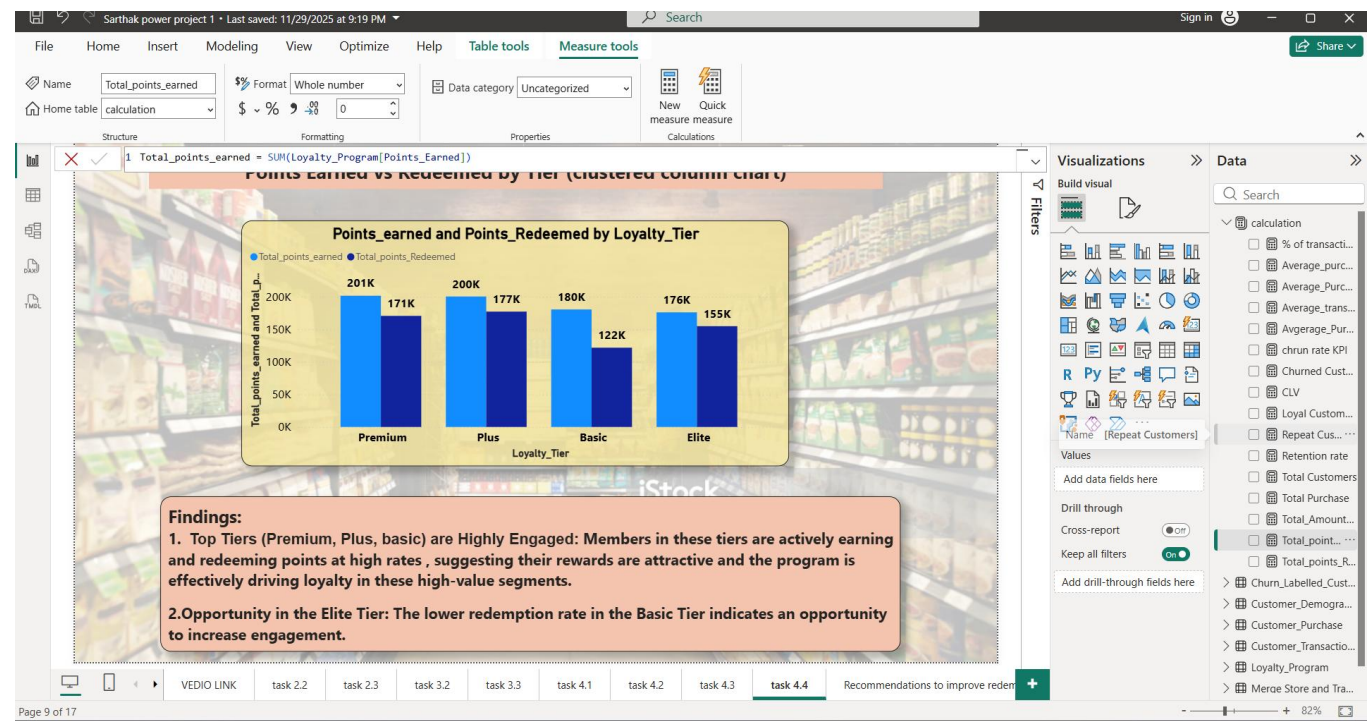 Sarthak power project 1 • Last saved: 11/29/2025 at 9:19 PM
Search
Sign in
File Home Insert Modeling View Optimize Help Table tools Measure tools
Share
Name Total_points_earned
Format Whole number
Data category Uncategorized
New measure
Quick measure
Home table calculation
$ % 0
Structure Formatting Properties Calculations
1 Total_points_earned = SUM(Loyalty_Program[Points_Earned])
Points Earned vs Redeemed by Tier (clustered column chart)
Points_earned and Points_Redeemed by Loyalty_Tier
Total_points_earned Total_points_Redeemed
Total_points_earned and Total_p...
200K
150K
100K
50K
0K
201K 171K 200K 177K 180K 122K 176K 155K
Premium Plus Basic Elite
Loyalty_Tier
iStock
Findings:
1. Top Tiers (Premium, Plus, basic) are Highly Engaged: Members in these tiers are actively earning
and redeeming points at high rates , suggesting their rewards are attractive and the program is
effectively driving loyalty in these high-value segments.
2.Opportunity in the Elite Tier: The lower redemption rate in the Basic Tier indicates an opportunity
to increase engagement.
Filters
Visualizations
Build visual
123
R Py
Name [Repeat Customers]
Values
Add data fields here
Drill through
Cross-report Off
Keep all filters On
Add drill-through fields here
Data
Search
calculation
% of transacti...
Average_purc...
Average_Purc...
Average_trans...
Avgerage_Pur...
chrun rate KPI
Churned Cust...
CLV
Loyal Custom...
Repeat Cus...
Retention rate
Total Customers
Total Purchase
Total_Amount...
Total_point...
Total_points_R...
Churn_Labelled_Cust...
Customer_Demogra...
Customer_Purchase
Customer_Transactio...
Loyalty_Program
Merge Store and Tra...
VEDIO LINK task 2.2 task 2.3 task 3.2 task 3.3 task 4.1 task 4.2 task 4.3 task 4.4 Recommendations to improve redem
Page 9 of 17
82%